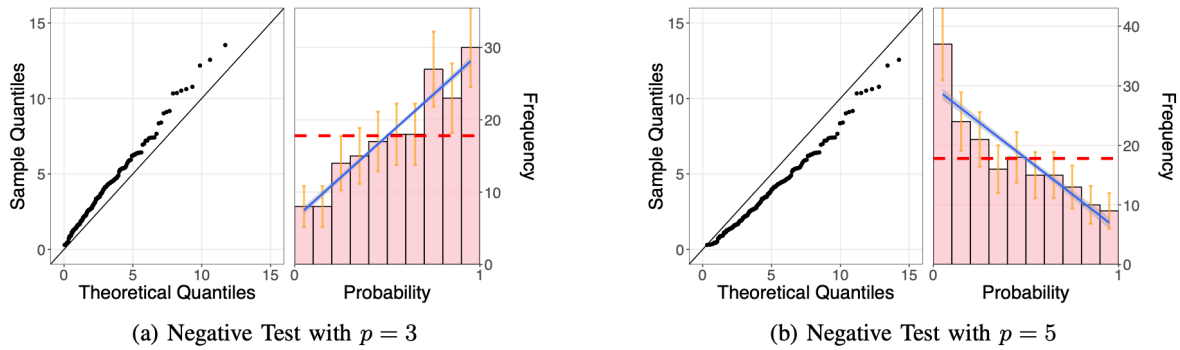 15
10
5
0
Sample Quantiles
0
5
10
15
Theoretical Quantiles
30
20
10
0
Frequency
0
1
Probability
(a) Negative Test with p = 3
15
10
5
0
Sample Quantiles
0
5
10
15
Theoretical Quantiles
40
30
20
10
0
Frequency
0
1
Probability
(b) Negative Test with p = 5